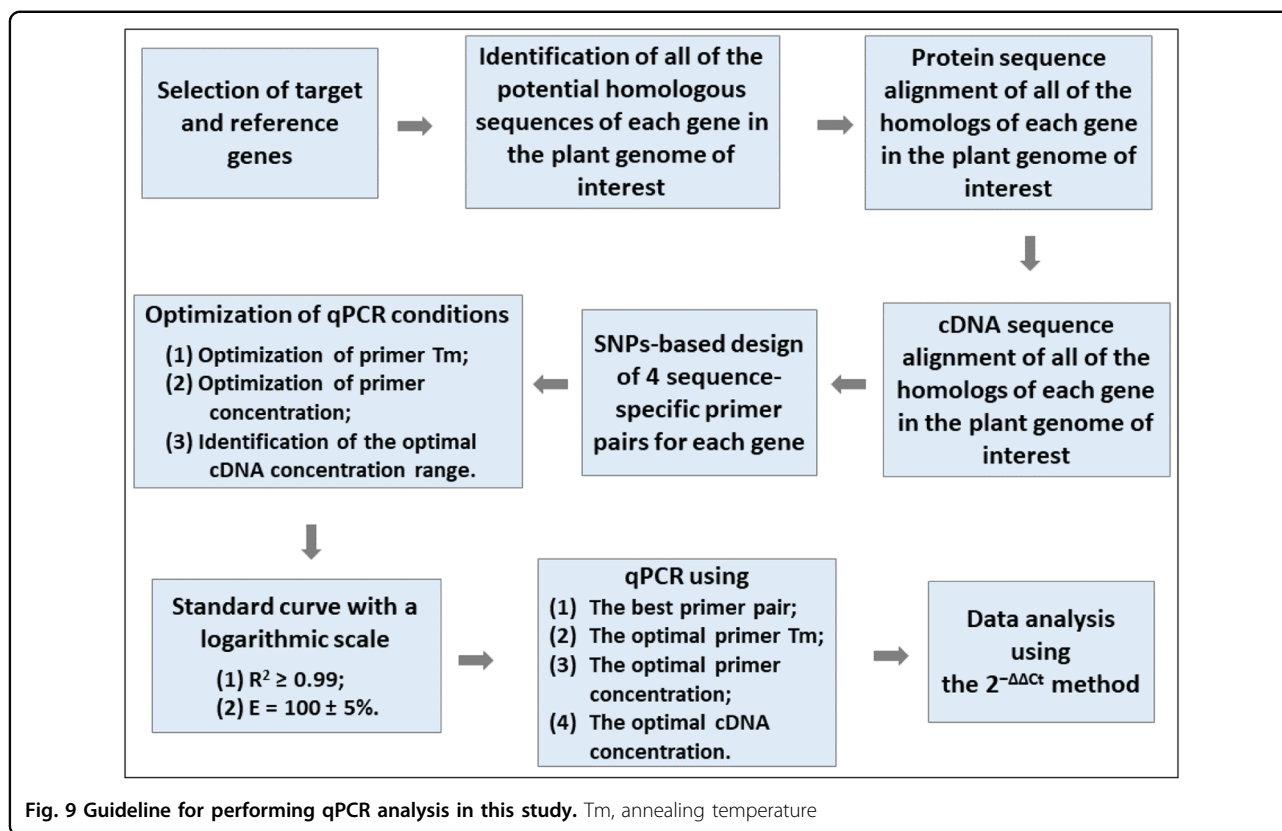 Selection of target
and reference
genes
Identification of all of the
potential homologous
sequences of each gene in
the plant genome of
interest
Protein sequence
alignment of all of the
homologs of each gene
in the plant genome of
interest
cDNA sequence
alignment of all of the
homologs of each gene
in the plant genome of
interest
SNPs-based design
of 4 sequence-
specific primer
pairs for each gene
Optimization of qPCR conditions
(1) Optimization of primer Tm;
(2) Optimization of primer
concentration;
(3) Identification of the optimal
cDNA concentration range.
Standard curve with a
logarithmic scale
(1) R² ≥ 0.99;
(2) E = 100 ± 5%.
qPCR using
(1) The best primer pair;
(2) The optimal primer Tm;
(3) The optimal primer
concentration;
(4) The optimal cDNA
concentration.
Data analysis
using
the 2⁻ΔΔCt method
Fig. 9 Guideline for performing qPCR analysis in this study. Tm, annealing temperature